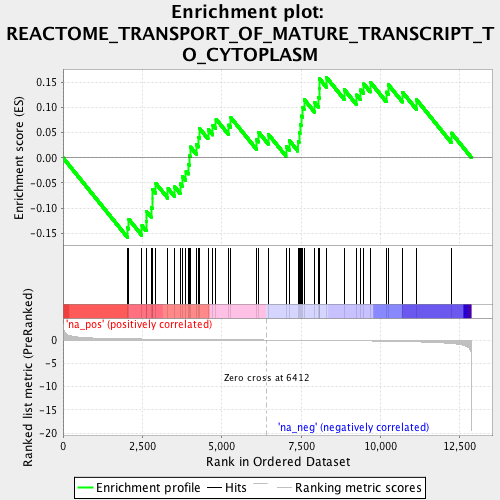 Enrichment plot:
REACTOME_TRANSPORT_OF_MATURE_TRANSCRIPT_T
O_CYTOPLASM
Enrichment score (ES)
0.15
0.10
0.05
0.00
-0.05
-0.10
-0.15
'na_pos' (positively correlated)
Ranked list metric (PreRanked)
0
-5
-10
-15
-20
Zero cross at 6412
'na_neg' (negatively correlated)
0
2,500
5,000
7,500
10,000
12,500
Rank in Ordered Dataset
Enrichment profile
Hits
Ranking metric scores